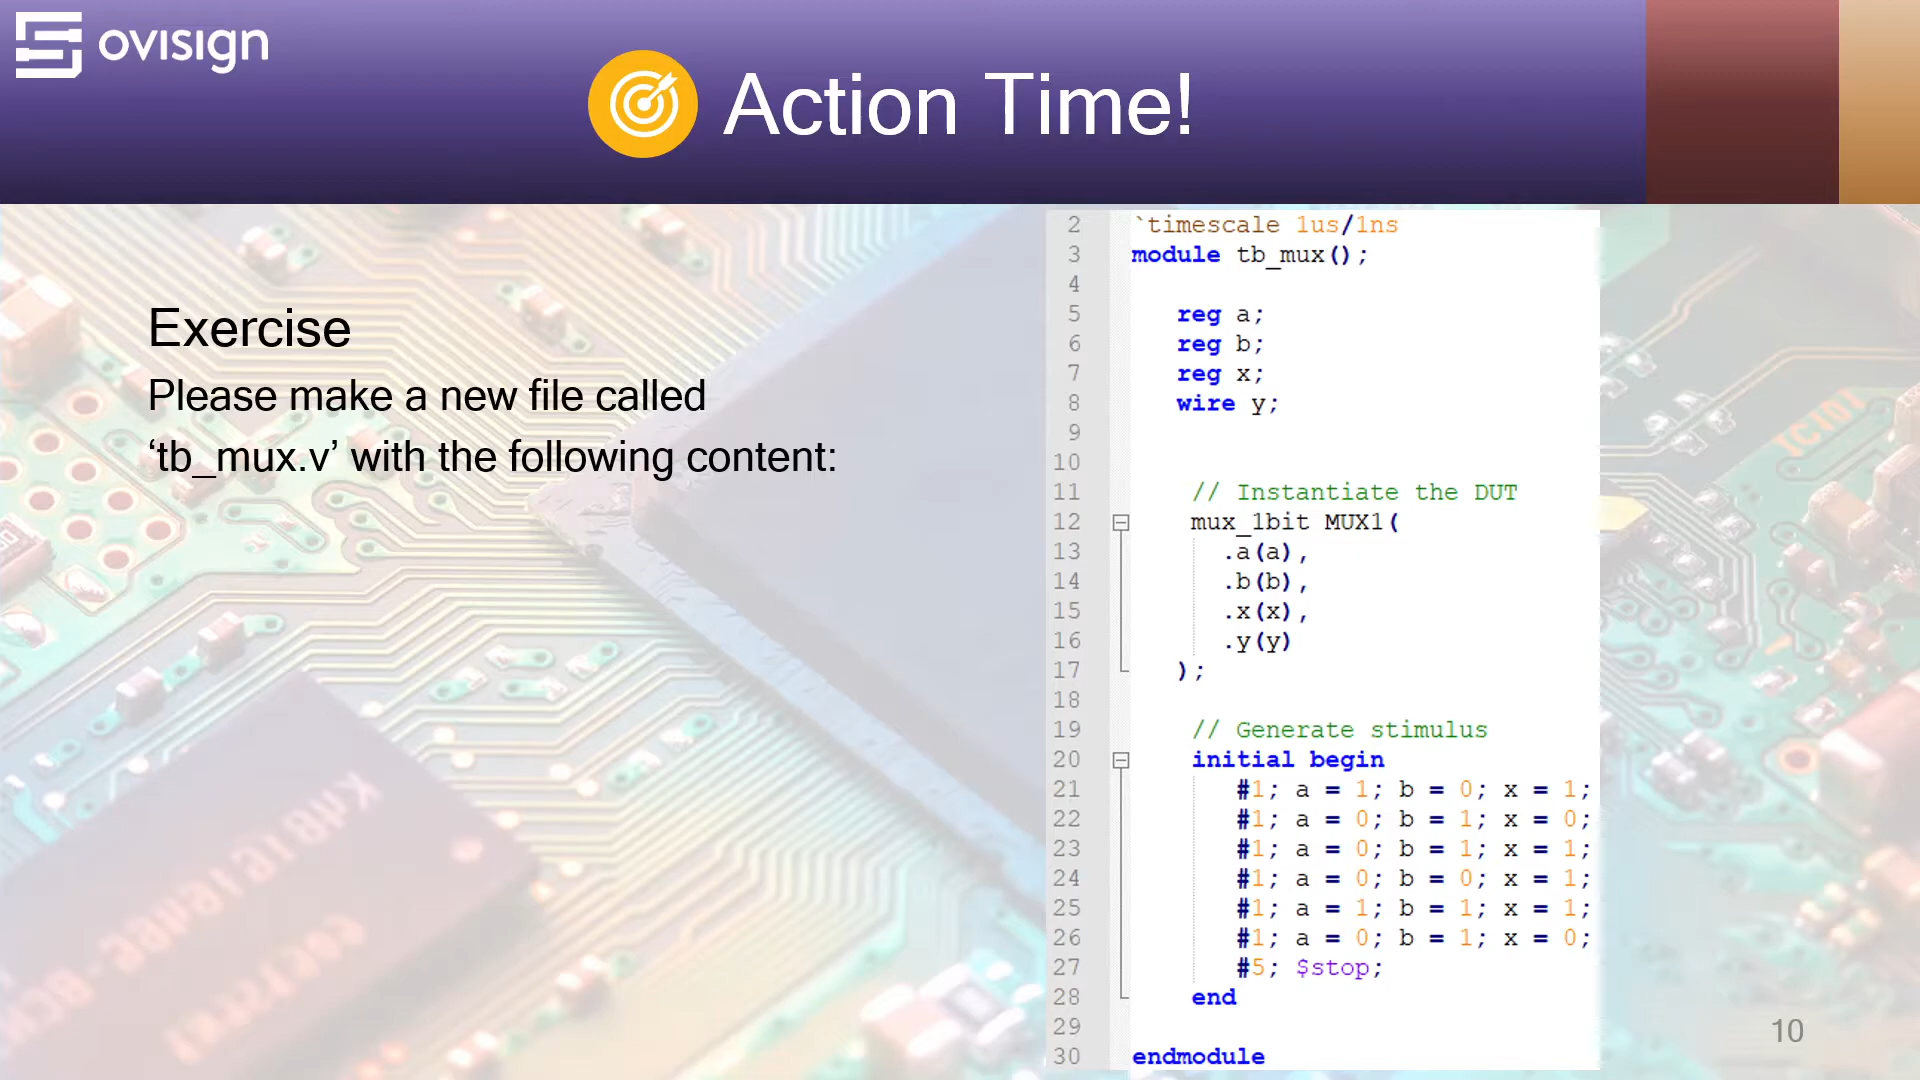 ovisign
Action Time!
Exercise
Please make a new file called
‘tb_mux.v’ with the following content:
2 `timescale 1us/1ns
3 module tb_mux();
4
5 reg a;
6 reg b;
7 reg x;
8 wire y;
9
10
11 // Instantiate the DUT
12 mux_1bit MUX1(
13 .a(a),
14 .b(b),
15 .x(x),
16 .y(y)
17 );
18
19 // Generate stimulus
20 initial begin
21 #1; a = 1; b = 0; x = 1;
22 #1; a = 0; b = 1; x = 0;
23 #1; a = 0; b = 1; x = 1;
24 #1; a = 0; b = 0; x = 1;
25 #1; a = 1; b = 1; x = 1;
26 #1; a = 0; b = 1; x = 0;
27 #5; $stop;
28 end
29
30 endmodule
10